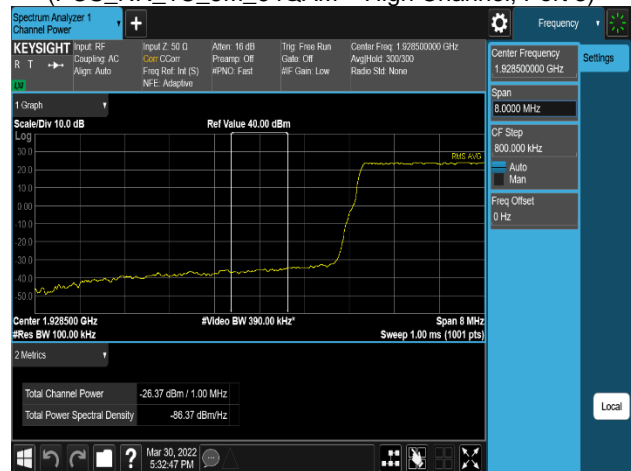 Spectrum Analyzer 1
Channel Power
Frequency
KEYSIGHT
R T
Input: RF
Coupling: AC
Align: Auto
Input Z: 50 Ω
Corr CCorr
Freq Ref: Int (S)
NFE: Adaptive
Atten: 16 dB
Preamp: Off
#PNO: Fast
Trig: Free Run
Gate: Off
#IF Gain: Low
Center Freq: 1.928500000 GHz
Avg|Hold: 300/300
Radio Std: None
Center Frequency
1.928500000 GHz
Settings
Span
8.0000 MHz
CF Step
800.000 kHz
Auto
Man
Freq Offset
0 Hz
1 Graph
Scale/Div 10.0 dB
Ref Value 40.00 dBm
Log
RMS AVG
30.0
20.0
10.0
0.00
-10.0
-20.0
-30.0
-40.0
-50.0
Center 1.928500 GHz
#Video BW 390.00 kHz*
Span 8 MHz
#Res BW 100.00 kHz
Sweep 1.00 ms (1001 pts)
2 Metrics
Total Channel Power
-26.37 dBm / 1.00 MHz
Total Power Spectral Density
-86.37 dBm/Hz
Local
Mar 30, 2022
5:32:47 PM